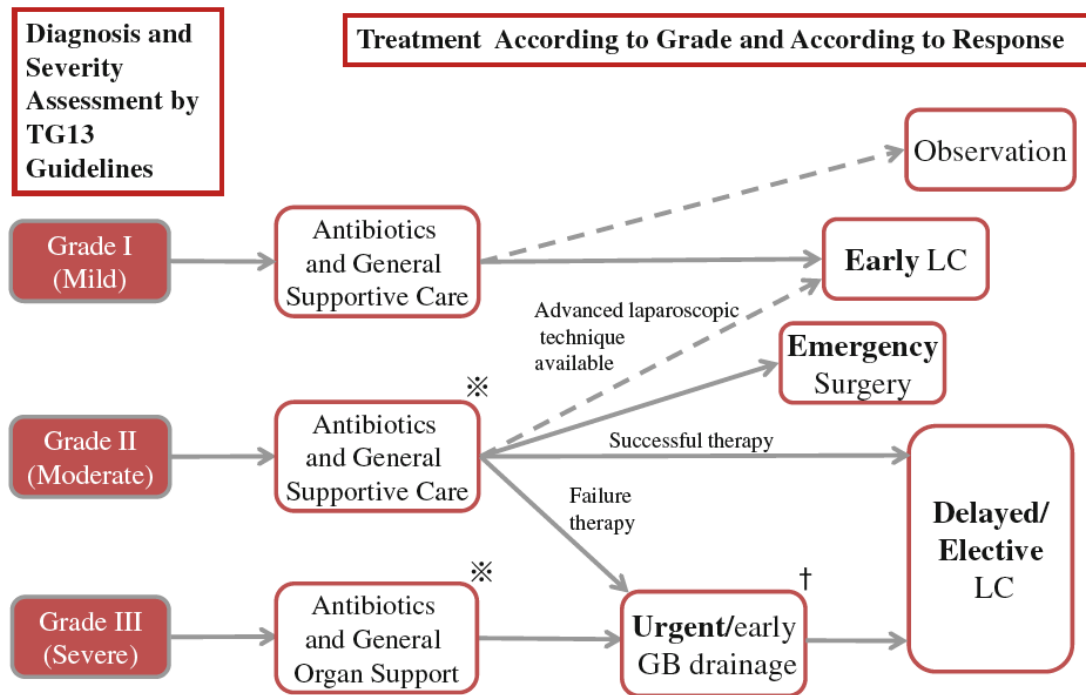 Diagnosis and
Severity
Assessment by
TG13
Guidelines
Treatment According to Grade and According to Response
Observation
Grade I
(Mild)
Antibiotics
and General
Supportive Care
Early LC
Advanced laparoscopic
technique
available
Emergency
Surgery
※
Grade II
(Moderate)
Antibiotics
and General
Supportive Care
Successful therapy
Failure
therapy
Delayed/
Elective
LC
※
Grade III
(Severe)
Antibiotics
and General
Organ Support
†
Urgent/early
GB drainage